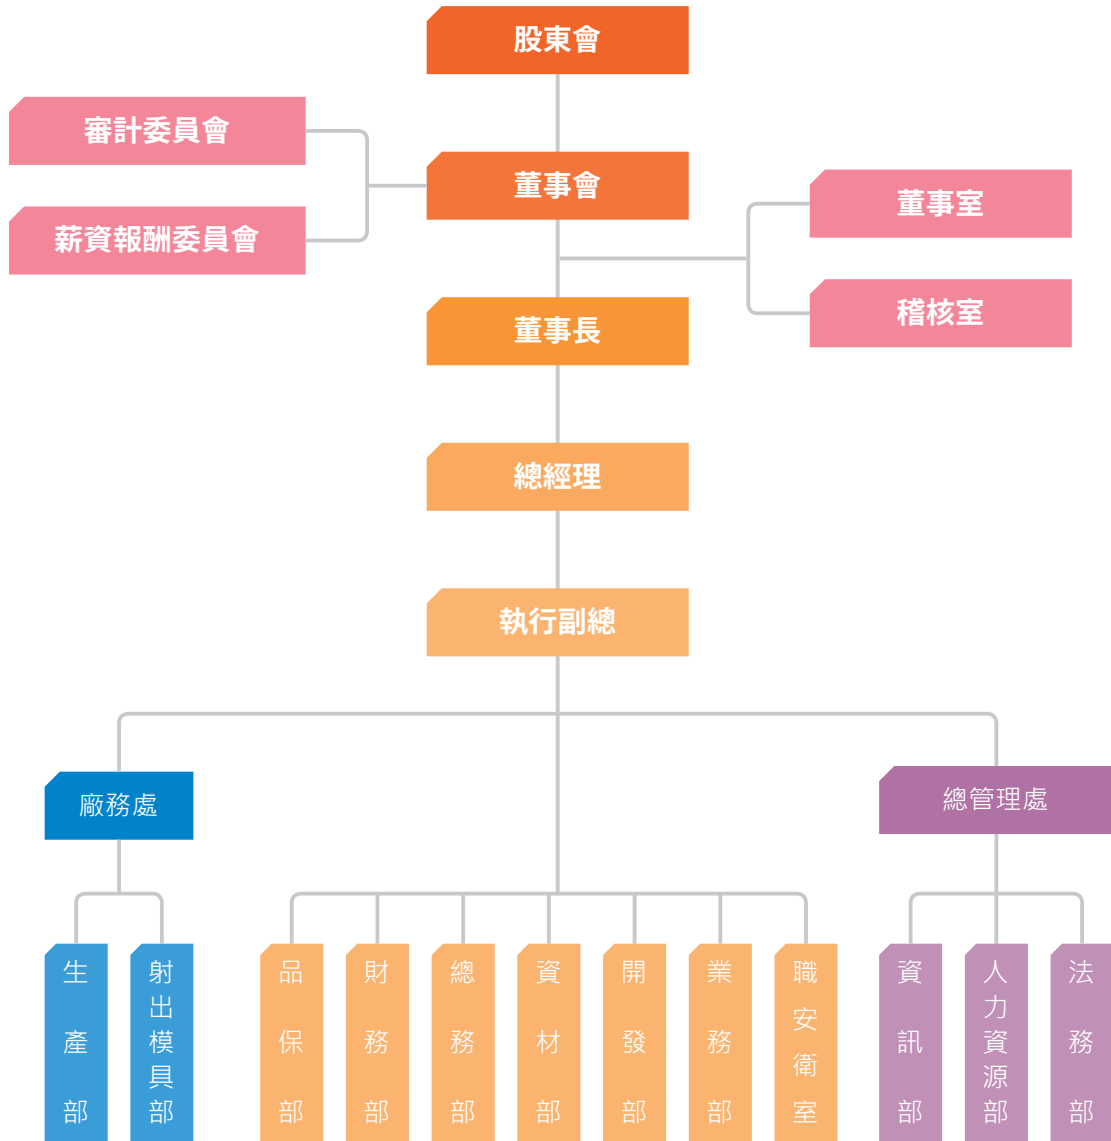 股東會
審計委員會
董事會
薪資報酬委員會
董事室
稽核室
董事長
總經理
執行副總
廠務處
總管理處
生產部
射出模具部
品保部
財務部
總務部
資材部
開發部
業務部
職安衛室
資訊部
人力資源部
法務部